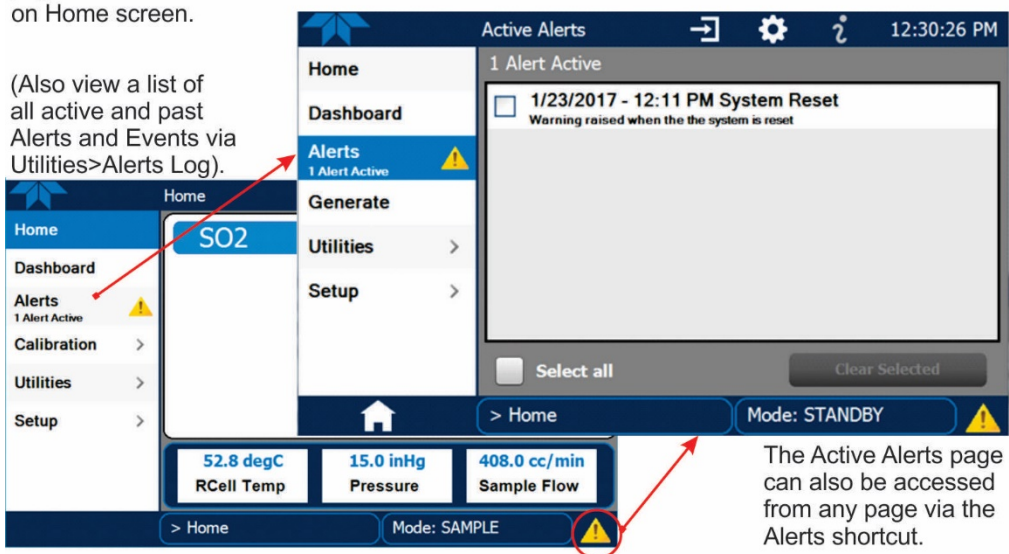 on Home screen.
(Also view a list of
all active and past
Alerts and Events via
Utilities>Alerts Log).
Active Alerts
12:30:26 PM
Home
Dashboard
Alerts
1 Alert Active
Generate
Utilities >
Setup >
1 Alert Active
1/23/2017 - 12:11 PM System Reset
Warning raised when the the system is reset
Select all
Clear Selected
> Home
Mode: STANDBY
Home
Home
Dashboard
Alerts
1 Alert Active
Calibration >
Utilities >
Setup >
SO2
52.8 degC
RCell Temp
15.0 inHg
Pressure
408.0 cc/min
Sample Flow
> Home
Mode: SAMPLE
The Active Alerts page
can also be accessed
from any page via the
Alerts shortcut.